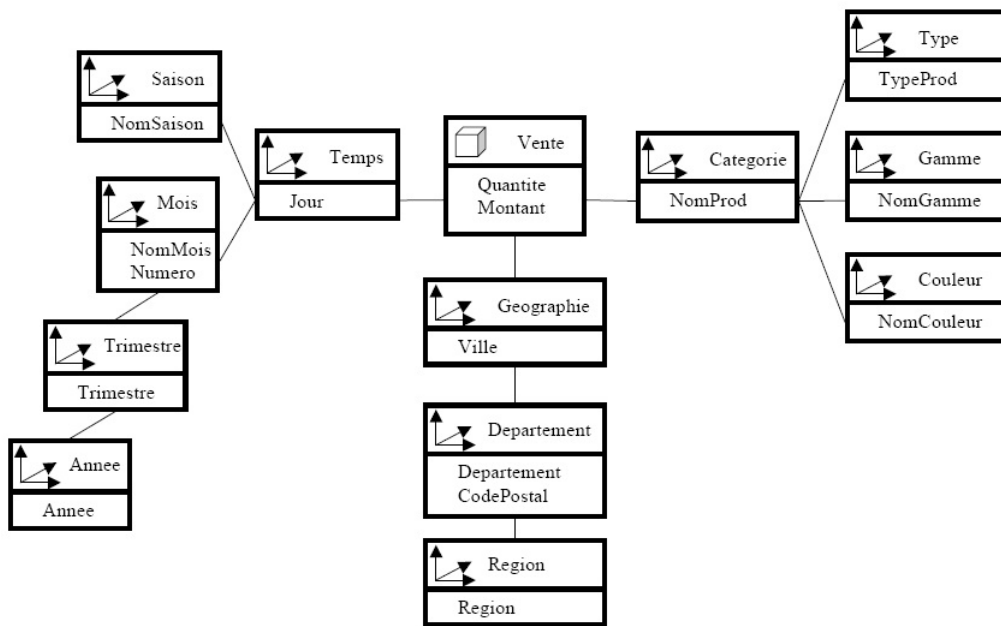 Saison
NomSaison
Mois
NomMois
Numero
Trimestre
Trimestre
Annee
Annee
Temps
Jour
Vente
Quantite
Montant
Geographie
Ville
Departement
Departement
CodePostal
Region
Region
Categorie
NomProd
Type
TypeProd
Gamme
NomGamme
Couleur
NomCouleur